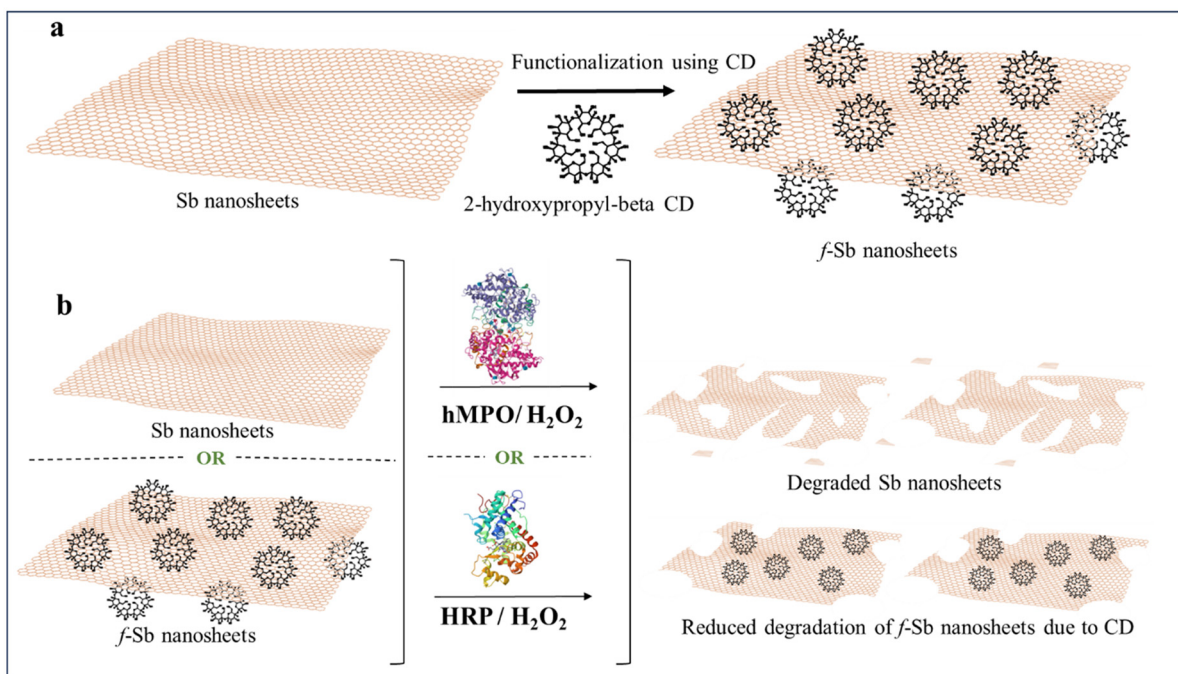 a
Functionalization using CD
Sb nanosheets
2-hydroxypropyl-beta CD
f-Sb nanosheets
b
Sb nanosheets
OR
f-Sb nanosheets
hMPO/ H₂O₂
OR
HRP / H₂O₂
Degraded Sb nanosheets
Reduced degradation of f-Sb nanosheets due to CD